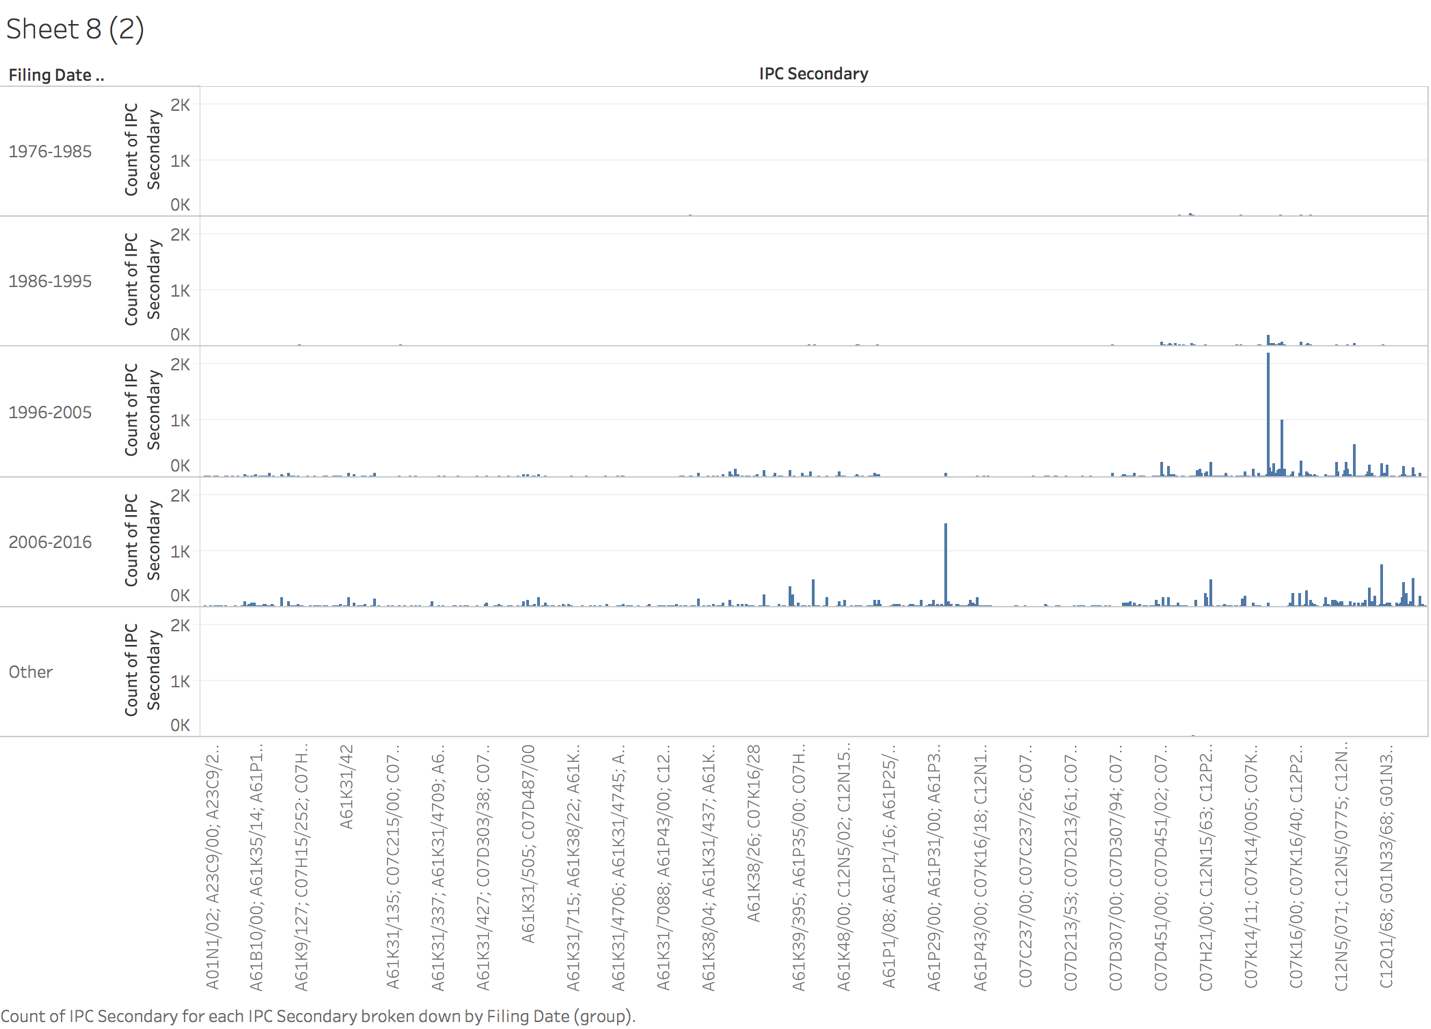 Sheet 8 (2)
Filing Date ..
IPC Secondary
1976-1985
Count of IPC
Secondary
2K
1K
0K
1986-1995
Count of IPC
Secondary
2K
1K
0K
1996-2005
Count of IPC
Secondary
2K
1K
0K
2006-2016
Count of IPC
Secondary
2K
1K
0K
Other
Count of IPC
Secondary
2K
1K
0K
A01N1/02; A23C9/00; A23C9/2..
A61B10/00; A61K35/14; A61P1..
A61K9/127; C07H15/252; C07H..
A61K31/42
A61K31/135; C07C215/00; C07..
A61K31/337; A61K31/4709; A6..
A61K31/427; C07D303/38; C07..
A61K31/505; C07D487/00
A61K31/715; A61K38/22; A61K..
A61K31/4706; A61K31/4745; A..
A61K31/7088; A61P43/00; C12..
A61K38/04; A61K31/437; A61K..
A61K38/26; C07K16/28
A61K39/395; A61P35/00; C07H..
A61K48/00; C12N5/02; C12N15..
A61P1/08; A61P1/16, A61P25/..
A61P29/00; A61P31/00; A61P3..
A61P43/00; C07K16/18; C12N1..
C07C237/00; C07C237/26; C07..
C07D213/53; C07D213/61; C07..
C07D307/00; C07D307/94; C07..
C07D451/00; C07D451/02; C07..
C07H21/00; C12N15/63; C12P2..
C07K14/11; C07K14/005; C07K..
C07K16/00; C07K16/40; C12P2..
C12N5/071; C12N5/0775; C12N..
C12Q1/68; G01N33/68; G01N3..
Count of IPC Secondary for each IPC Secondary broken down by Filing Date (group).